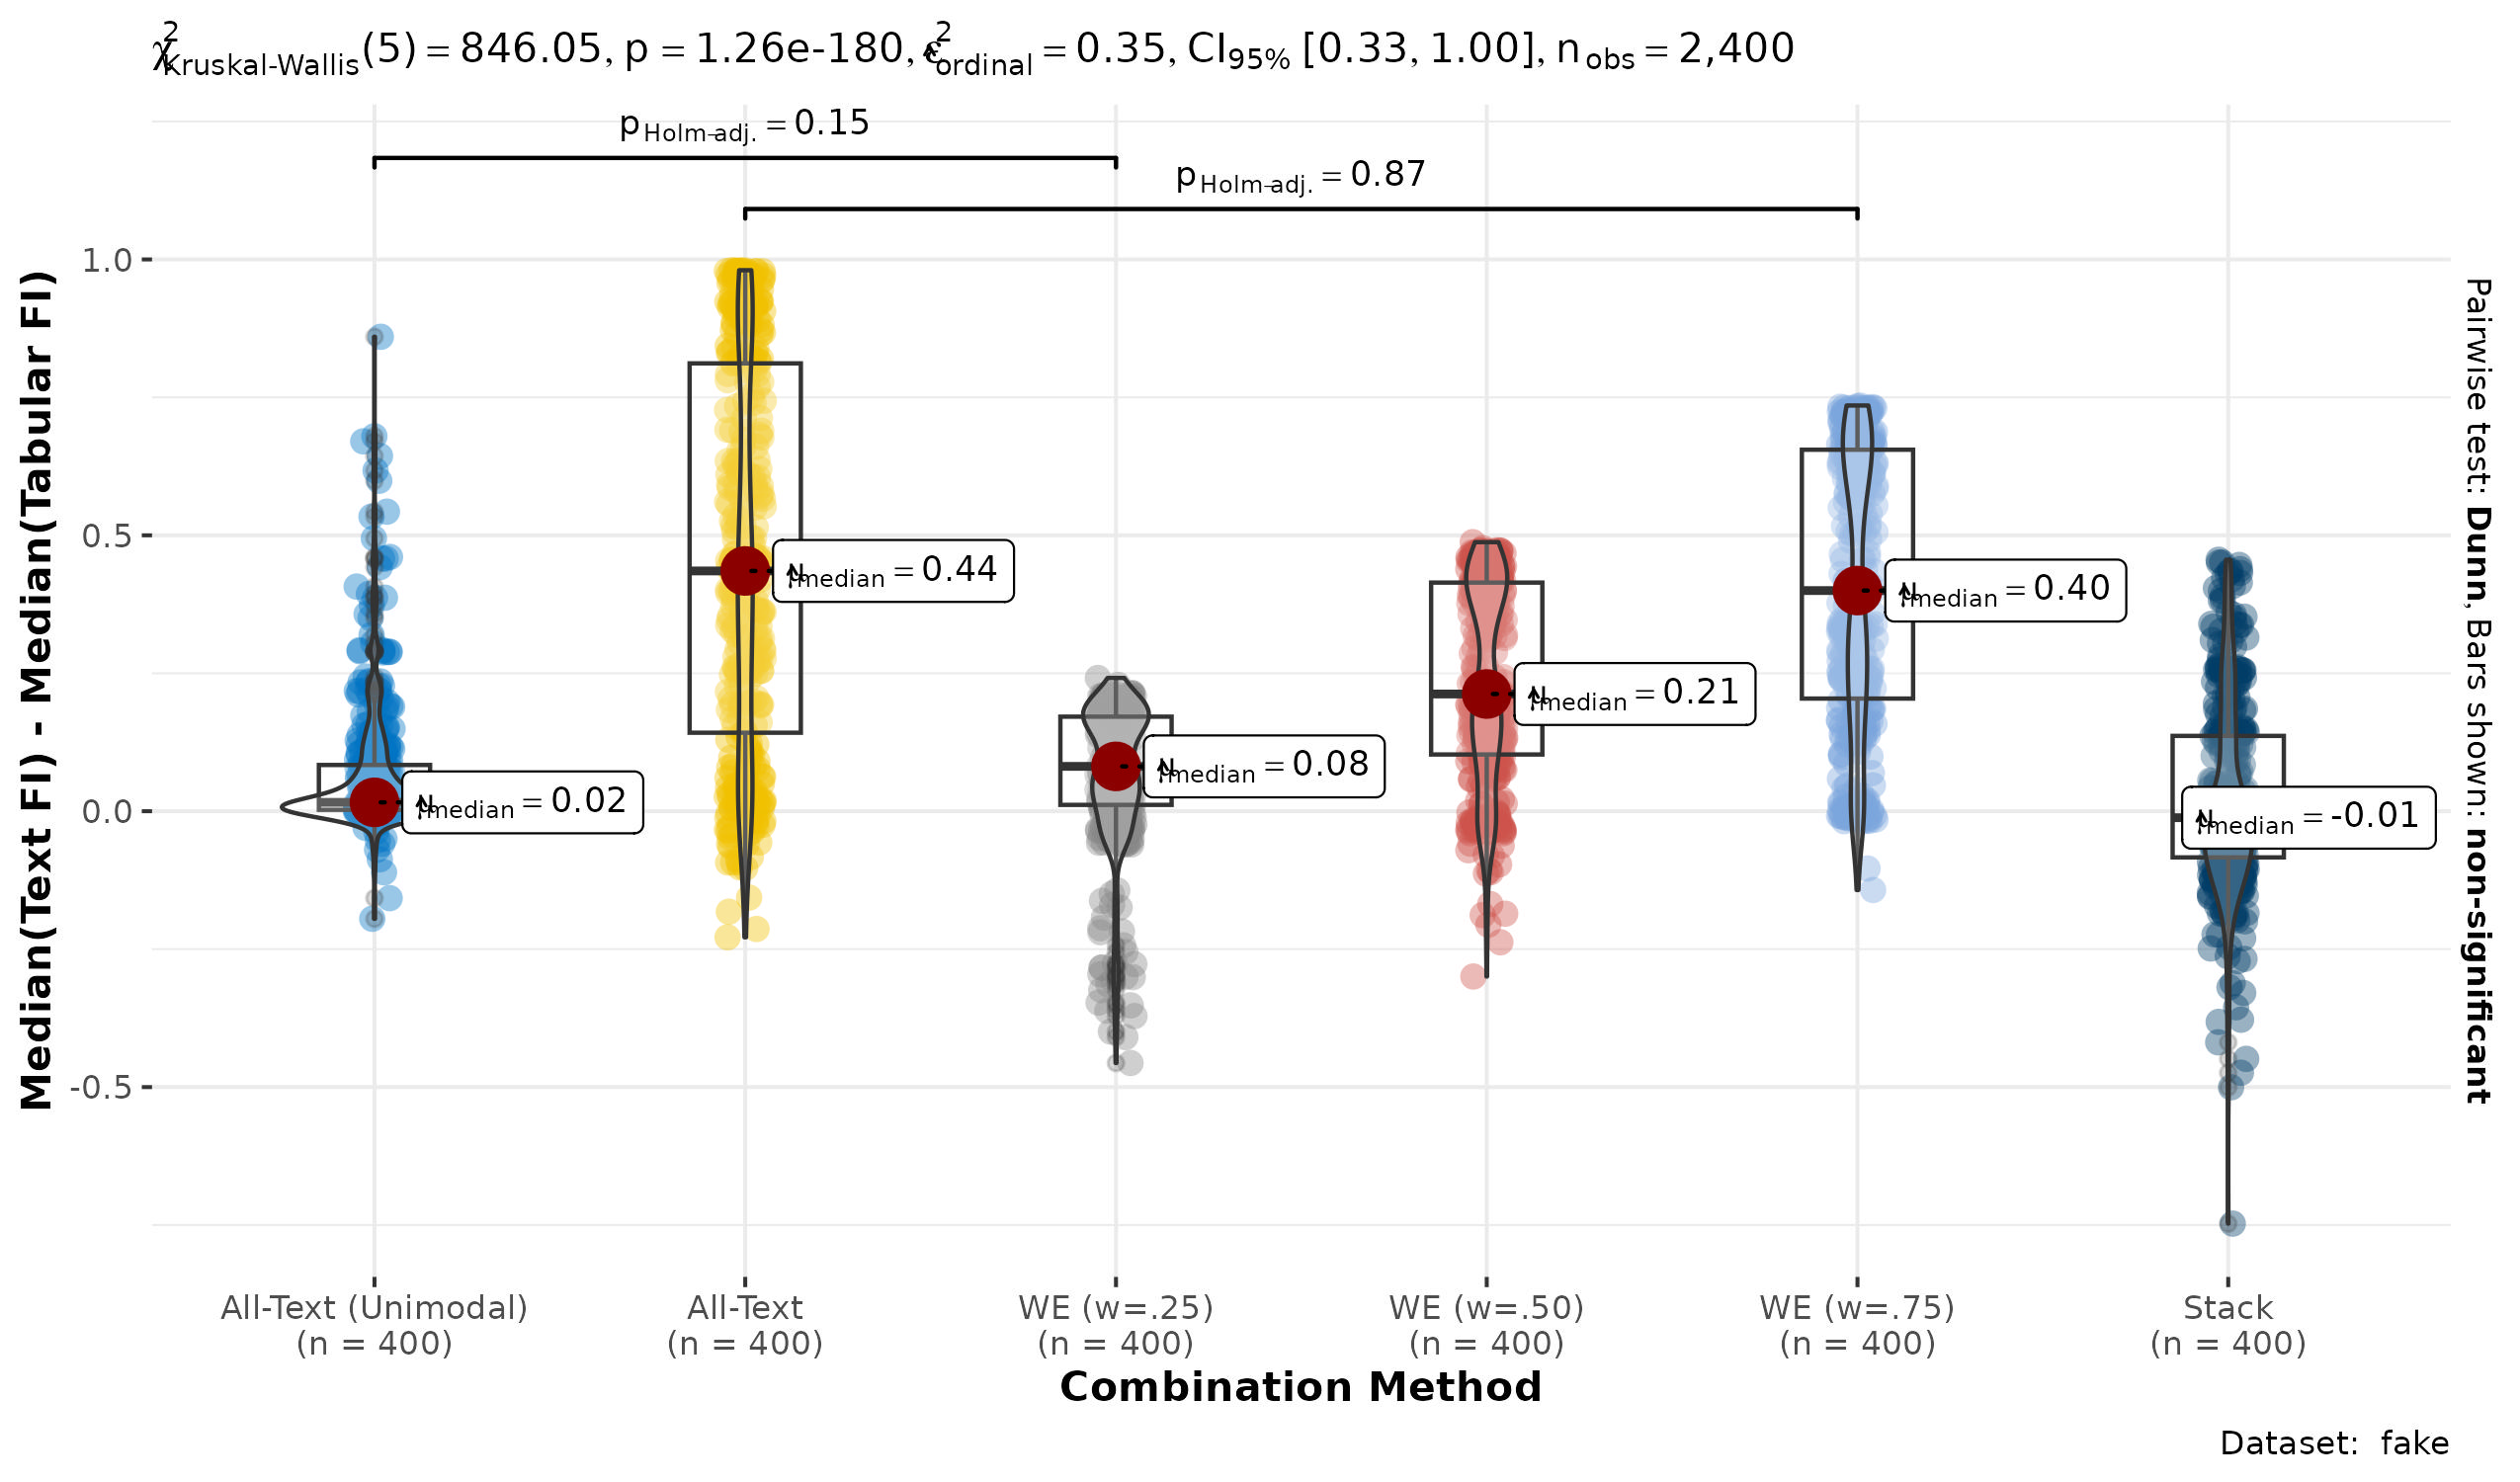 χ²Kruskal-Wallis(5) = 846.05, p = 1.26e-180, ε̂²ordinal = 0.35, CI95% [0.33, 1.00], nobs = 2,400
pHolm-adj. = 0.15
pHolm-adj. = 0.87
Median(Text FI) - Median(Tabular FI)
1.0
0.5
0.0
-0.5
μ̂median = 0.02
μ̂median = 0.44
μ̂median = 0.08
μ̂median = 0.21
μ̂median = 0.40
μ̂median = -0.01
Pairwise test: Dunn, Bars shown: non-significant
All-Text (Unimodal)
(n = 400)
All-Text
(n = 400)
WE (w=.25)
(n = 400)
WE (w=.50)
(n = 400)
WE (w=.75)
(n = 400)
Stack
(n = 400)
Combination Method
Dataset: fake